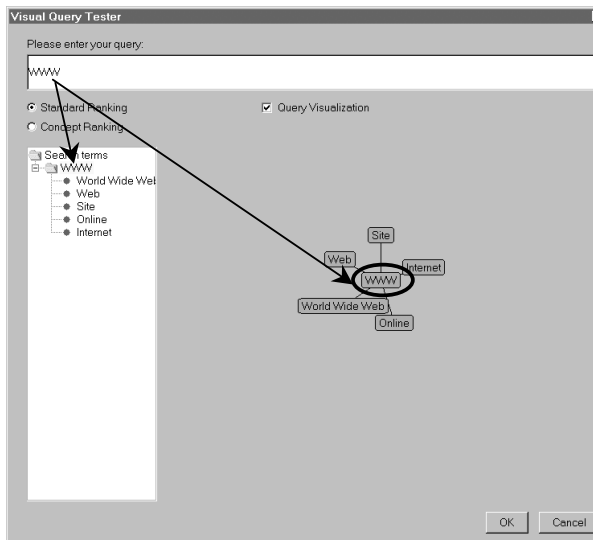 Visual Query Tester
Please enter your query:
WWW
Standard Ranking
Query Visualization
Concept Ranking
Search terms
WWW
World Wide Web
Web
Site
Online
Internet
Site
Web
Internet
WWW
World Wide Web
Online
OK
Cancel